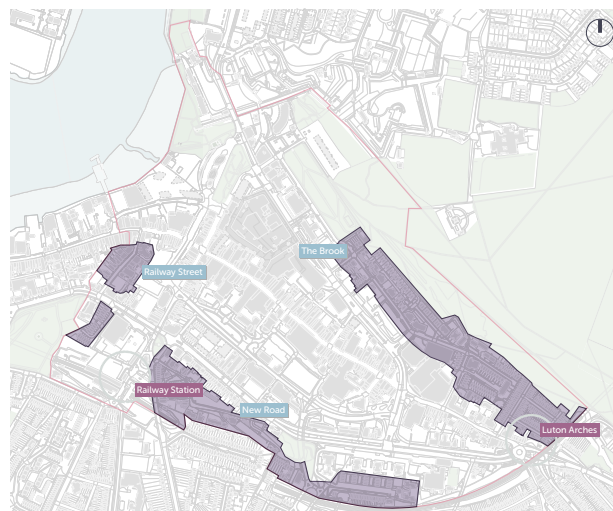 The Brook
Railway Street
Railway Station
New Road
Luton Arches